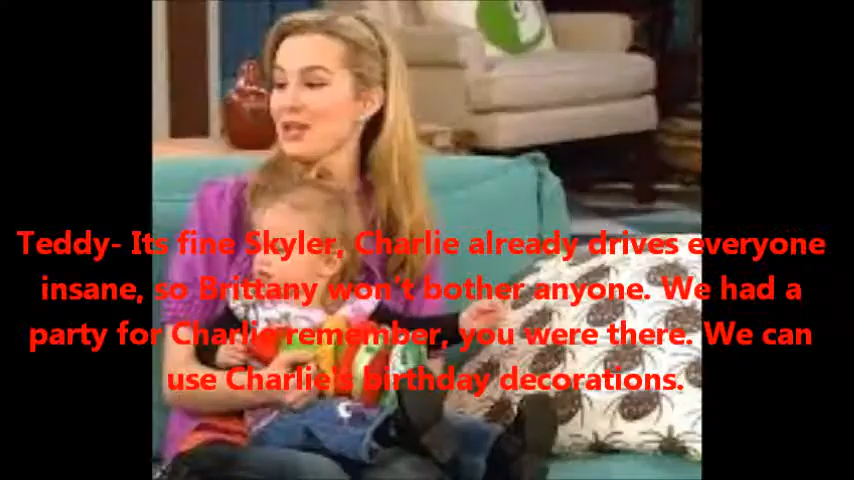 Teddy- Its fine Skyler, Charlie already drives everyone
insane, so Brittany won't bother anyone. We had a
party for Charlie remember, you were there. We can
use Charlie's birthday decorations.